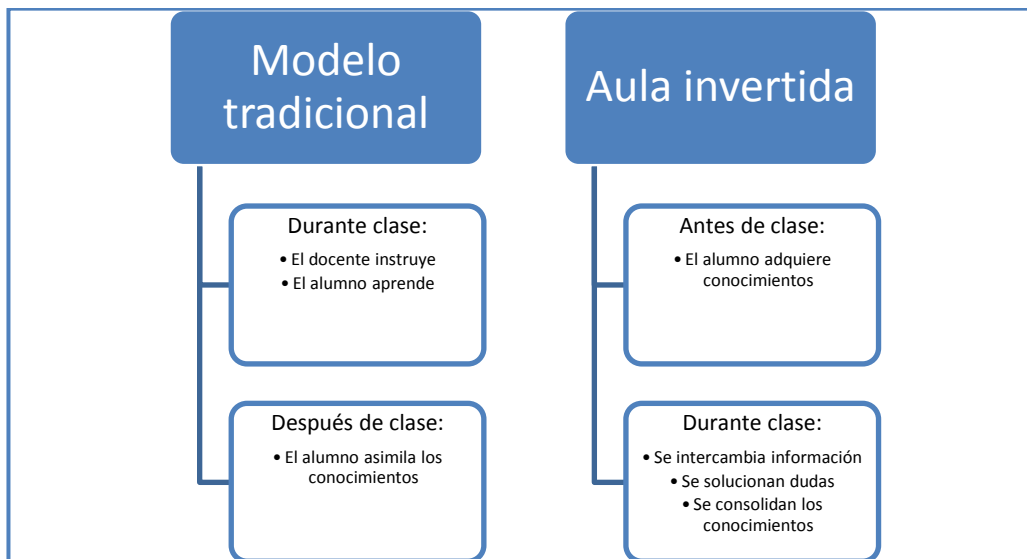 Modelo
tradicional
Durante clase:
• El docente instruye
• El alumno aprende
Después de clase:
• El alumno asimila los
conocimientos
Aula invertida
Antes de clase:
• El alumno adquiere
conocimientos
Durante clase:
• Se intercambia información
• Se solucionan dudas
• Se consolidan los
conocimientos